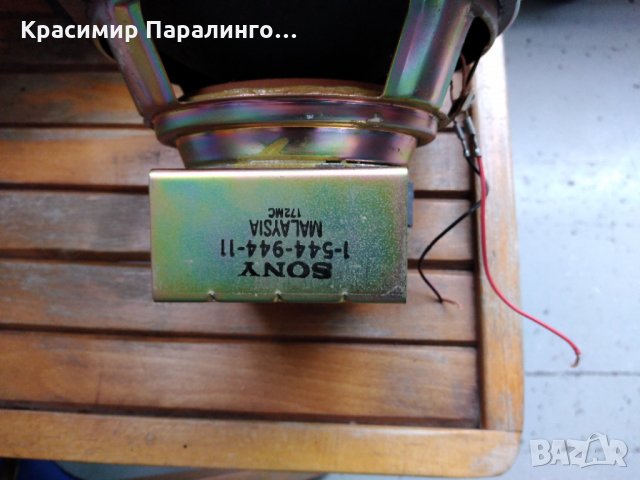 Красимир Паралинго...
SONY
1-544-944-11
MALAYSIA
172MC
BAZAR